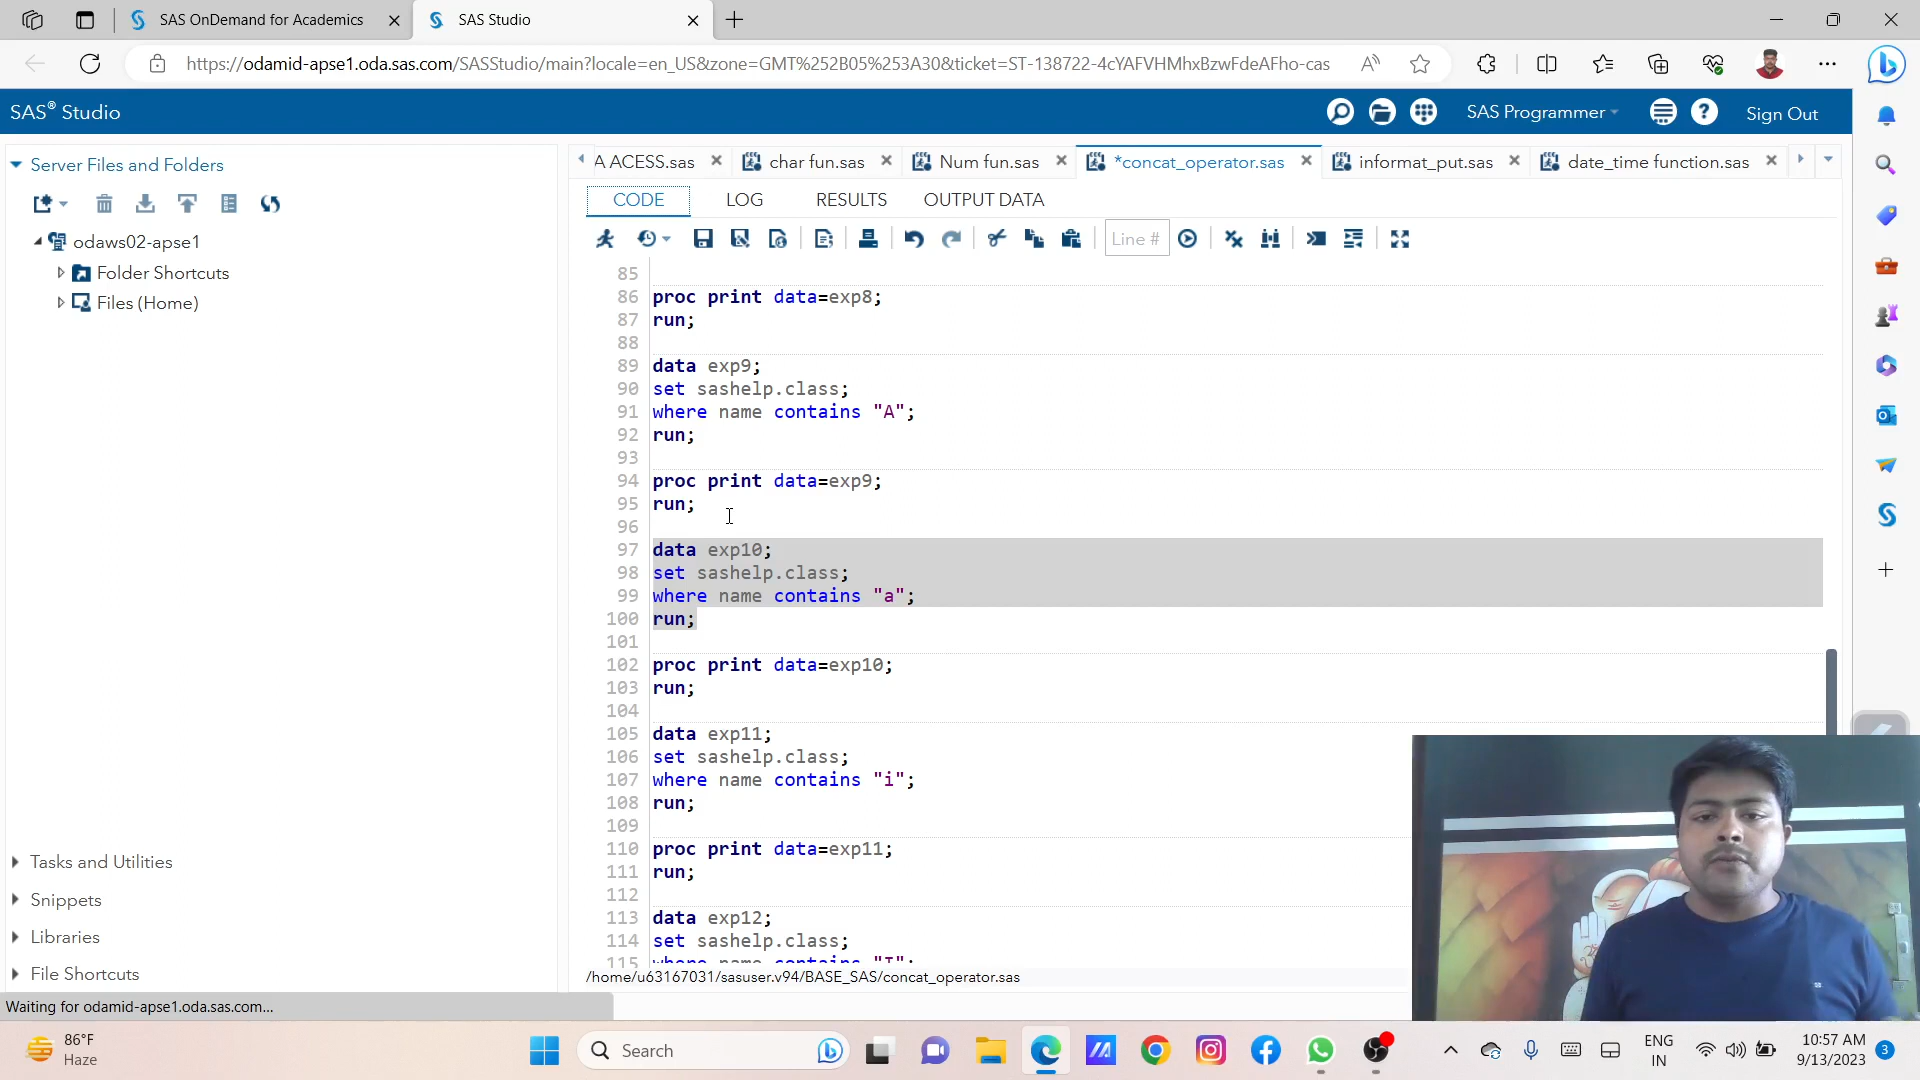 SAS OnDemand for Academics
SAS Studio
https://odamid-apse1.oda.sas.com/SASStudio/main?locale=en_US&zone=GMT%252B05%253A30&ticket=ST-138722-4cYAFVHMhxBzwFdeAFho-cas
SAS® Studio
SAS Programmer
Sign Out
Server Files and Folders
odaws02-apse1
Folder Shortcuts
Files (Home)
Tasks and Utilities
Snippets
Libraries
File Shortcuts
A ACESS.sas
char fun.sas
Num fun.sas
*concat_operator.sas
informat_put.sas
date_time function.sas
CODE
LOG
RESULTS
OUTPUT DATA
Line #
85
86 proc print data=exp8;
87 run;
88
89 data exp9;
90 set sashelp.class;
91 where name contains "A";
92 run;
93
94 proc print data=exp9;
95 run;
96
97 data exp10;
98 set sashelp.class;
99 where name contains "a";
100 run;
101
102 proc print data=exp10;
103 run;
104
105 data exp11;
106 set sashelp.class;
107 where name contains "i";
108 run;
109
110 proc print data=exp11;
111 run;
112
113 data exp12;
114 set sashelp.class;
115 where name contains "I";
/home/u63167031/sasuser.v94/BASE_SAS/concat_operator.sas
Waiting for odamid-apse1.oda.sas.com...
86°F
Haze
Search
ENG
IN
10:57 AM
9/13/2023
3